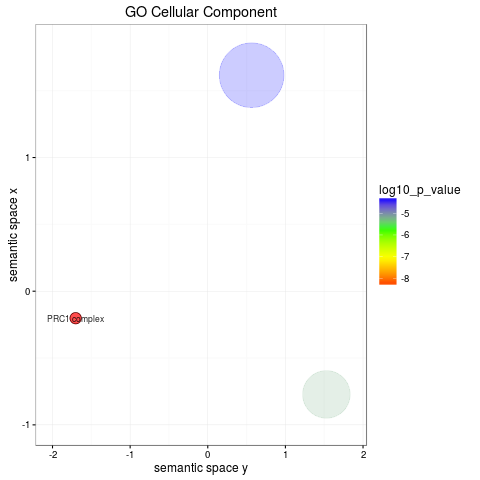 GO Cellular Component
log10_p_value
-5
-6
-7
-8
1
0
-1
semantic space x
PRC1 complex
-2
-1
0
1
2
semantic space y